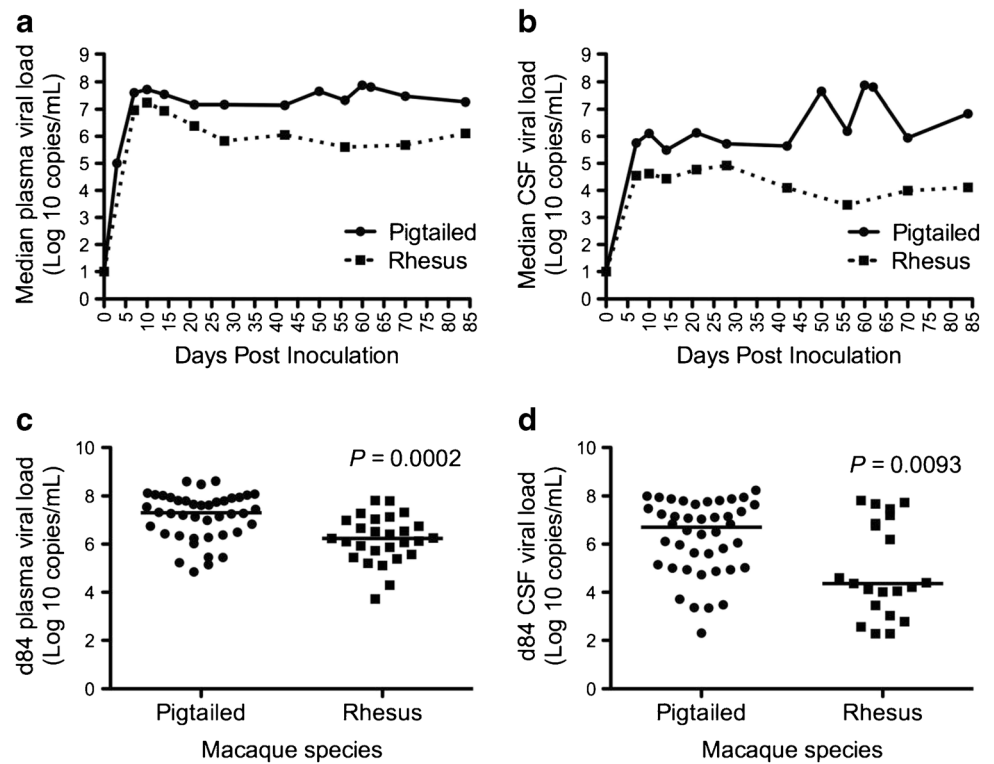 a
Median plasma viral load
(Log 10 copies/mL)
9
8
7
6
5
4
3
2
1
0
Pigtailed
Rhesus
0 5 10 15 20 25 30 35 40 45 50 55 60 65 70 75 80 85
Days Post Inoculation
b
Median CSF viral load
(Log 10 copies/mL)
9
8
7
6
5
4
3
2
1
0
Pigtailed
Rhesus
0 5 10 15 20 25 30 35 40 45 50 55 60 65 70 75 80 85
Days Post Inoculation
c
d84 plasma viral load
(Log 10 copies/mL)
10
8
6
4
2
0
P = 0.0002
Pigtailed Rhesus
Macaque species
d
d84 CSF viral load
(Log 10 copies/mL)
10
8
6
4
2
0
P = 0.0093
Pigtailed Rhesus
Macaque species